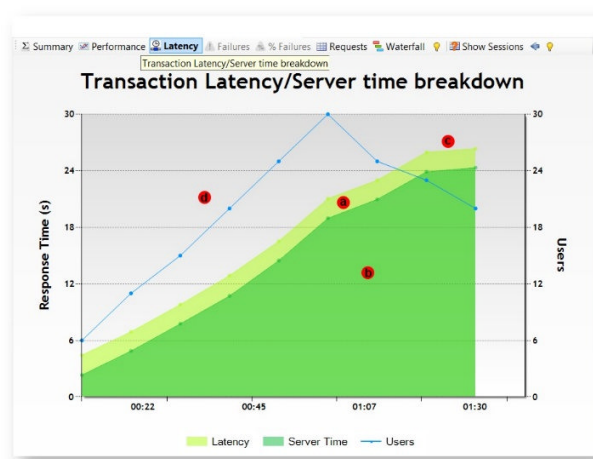 Σ Summary Performance Latency Failures % Failures Requests Waterfall Show Sessions
Transaction Latency/Server time breakdown
Transaction Latency/Server time breakdown
30 30
c
24 24
d a
18 18
Response Time (s) Users
b
12 12
6 6
0 0
00:22 00:45 01:07 01:30
Latency Server Time Users